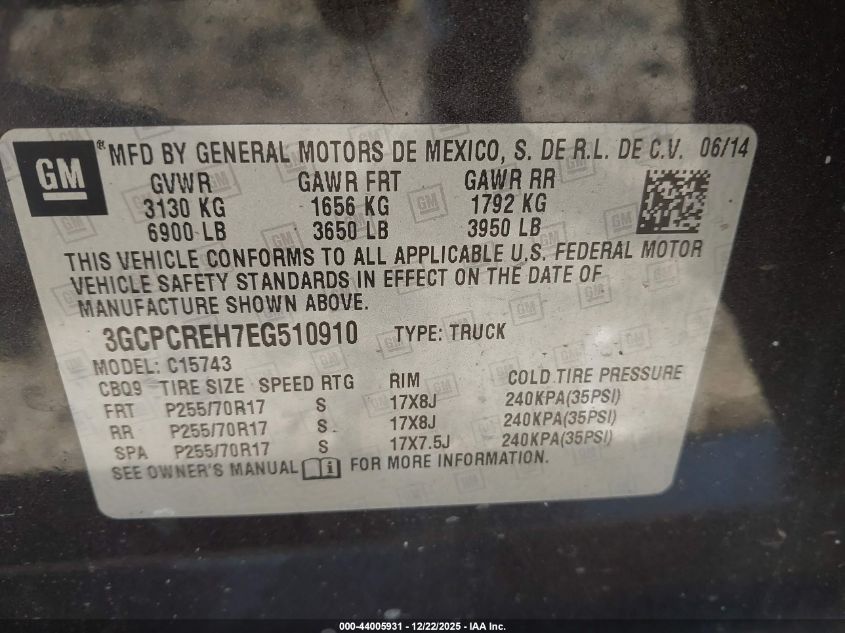 GM ® MFD BY GENERAL MOTORS DE MEXICO, S. DE R.L. DE C.V. 06/14
GVWR GAWR FRT GAWR RR
3130 KG 1656 KG 1792 KG
6900 LB 3650 LB 3950 LB
THIS VEHICLE CONFORMS TO ALL APPLICABLE U.S. FEDERAL MOTOR
VEHICLE SAFETY STANDARDS IN EFFECT ON THE DATE OF
MANUFACTURE SHOWN ABOVE.
3GCPCREH7EG510910 TYPE: TRUCK
MODEL: C15743
CBQ9 TIRE SIZE SPEED RTG RIM COLD TIRE PRESSURE
FRT P255/70R17 S 17X8J 240KPA(35PSI)
RR P255/70R17 S 17X8J 240KPA(35PSI)
SPA P255/70R17 S 17X7.5J 240KPA(35PSI)
SEE OWNER'S MANUAL FOR MORE INFORMATION.
000-44005931 - 12/22/2025 - IAA Inc.